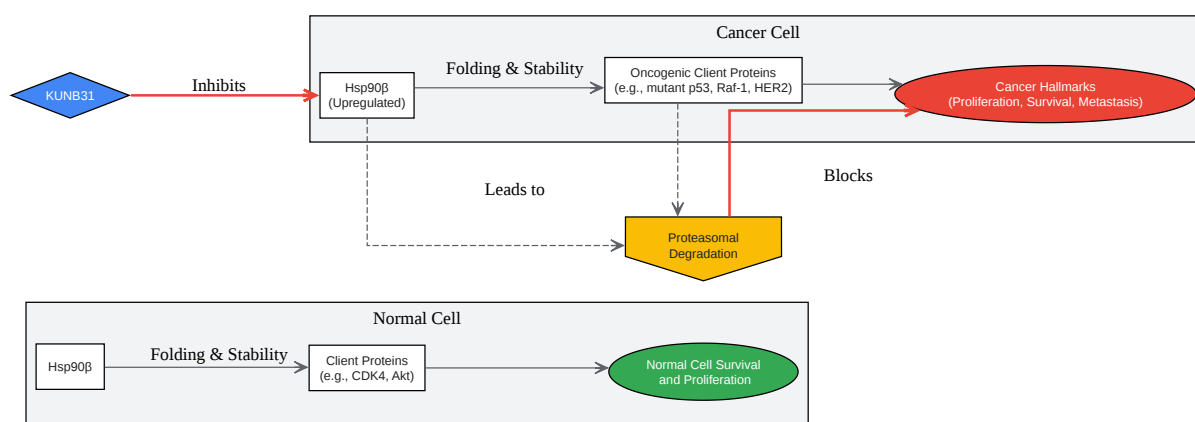 Cancer Cell
KUNB31
Inhibits
Hsp90β
(Upregulated)
Folding & Stability
Oncogenic Client Proteins
(e.g., mutant p53, Raf-1, HER2)
Cancer Hallmarks
(Proliferation, Survival, Metastasis)
Leads to
Blocks
Proteasomal
Degradation
Normal Cell
Hsp90β
Folding & Stability
Client Proteins
(e.g., CDK4, Akt)
Normal Cell Survival
and Proliferation